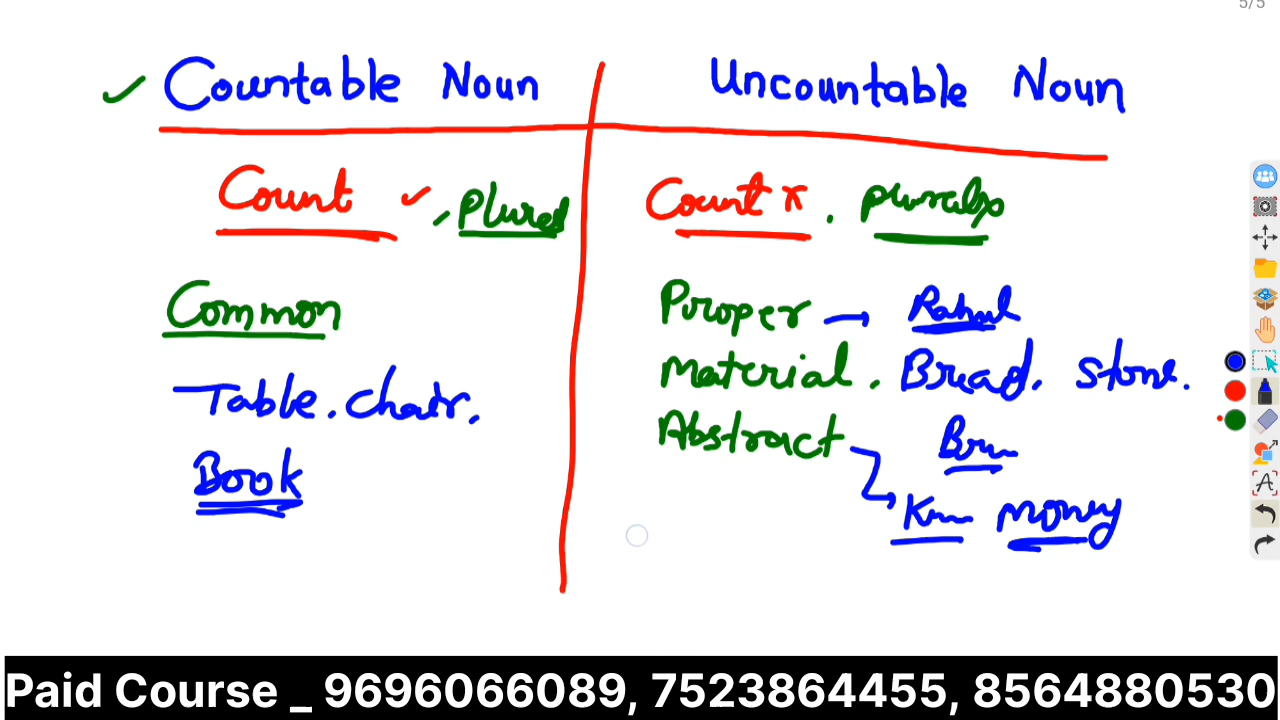 5/5
✓ Countable Noun
Uncountable Noun
Count ✓, Plural
Count x . plural x
Common
Table. chair.
Book
Proper → Rahul
Material. Bread. stone.
Abstract
money
Paid Course _ 9696066089, 7523864455, 8564880530